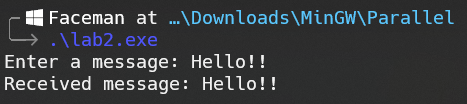 Faceman at …\Downloads\MinGW\Parallel
.\lab2.exe
Enter a message: Hello!!
Received message: Hello!!